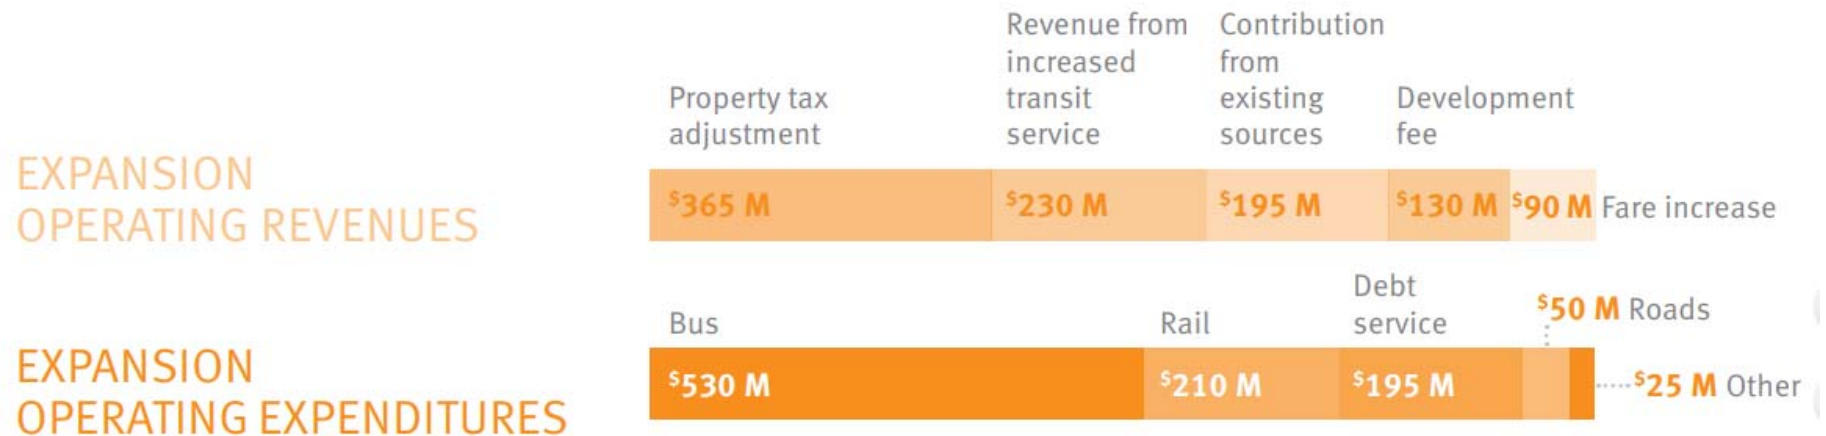 Property tax
adjustment
Revenue from
increased
transit
service
Contribution
from
existing
sources
Development
fee
EXPANSION
OPERATING REVENUES
$365 M
$230 M
$195 M
$130 M
$90 M Fare increase
Bus
Rail
Debt
service
$50 M Roads
EXPANSION
OPERATING EXPENDITURES
$530 M
$210 M
$195 M
$25 M Other